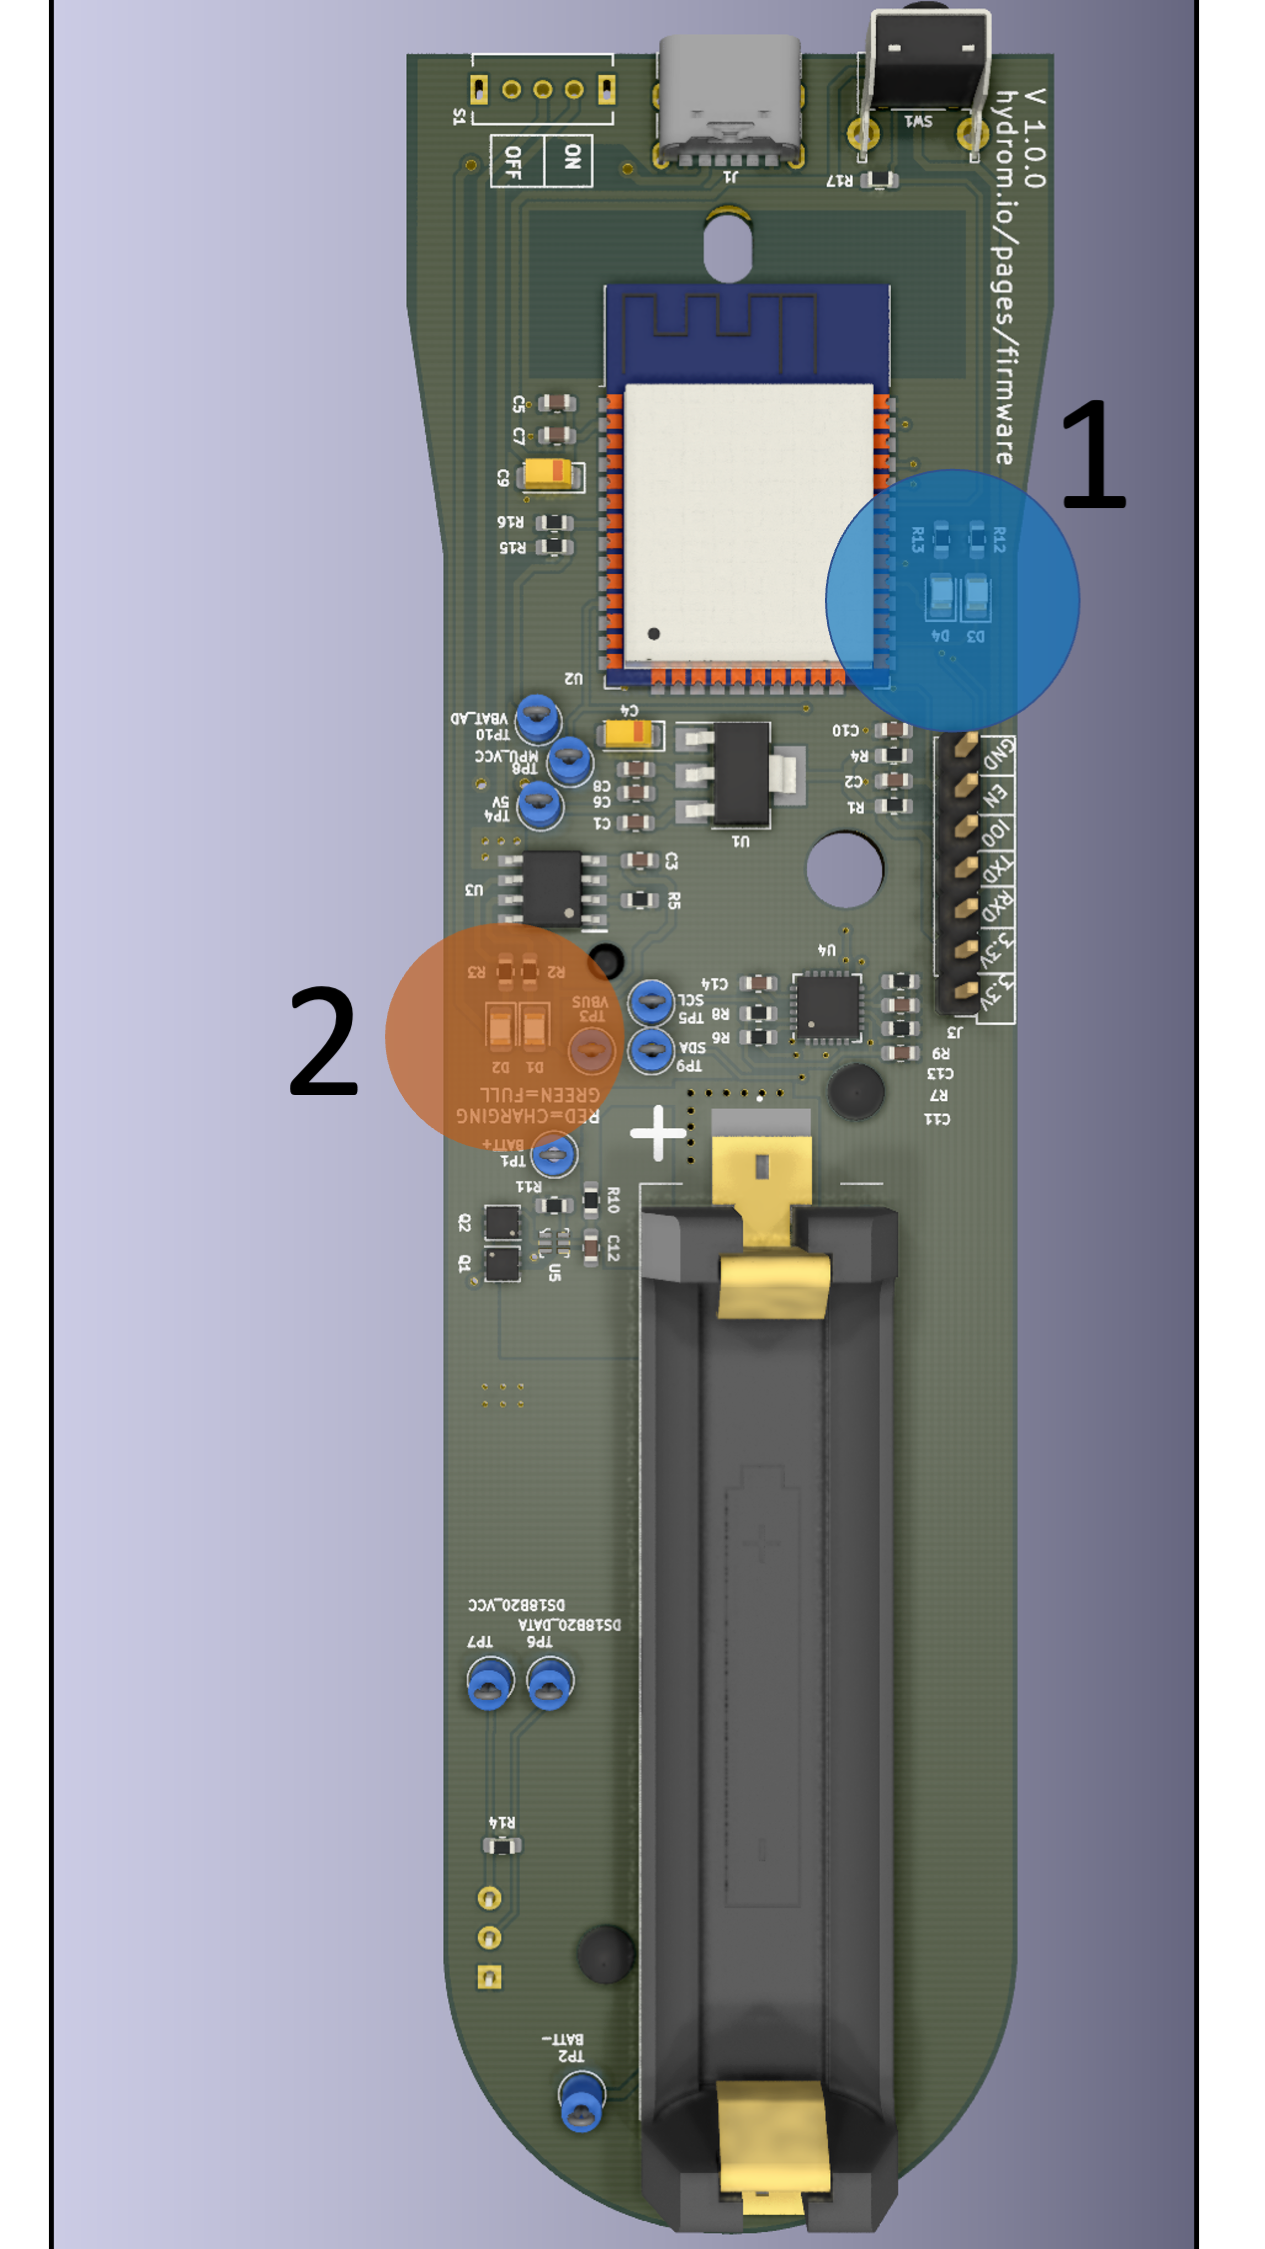 S1
OFF
ON
J1
SW1
R17
V 1.0.0
hydrom.io/pages/firmware
C5
C7
C9
R16
R15
U2
1
R13
R12
D4
D3
VBAT_AD
TP10
MPU_VCC
TP8
5V
TP4
C4
C8
C6
C1
U1
C10
R4
C2
R1
GND
EN
IO0
TXD
RXD
3.3V
3.3V
J3
U3
C3
R5
U4
2
R3
R2
VBUS
TP3
D2
D1
GREEN=FULL
RED=CHARGING
SCL
TP5
SDA
TP9
C14
R8
R6
R9
C13
R7
C11
BATT+
TP1
+
R11
R10
Q2
Q1
U5
C12
+
-
DS18B20_VCC
DS18B20_DATA
TP7
TP6
R14
BATT-
TP2